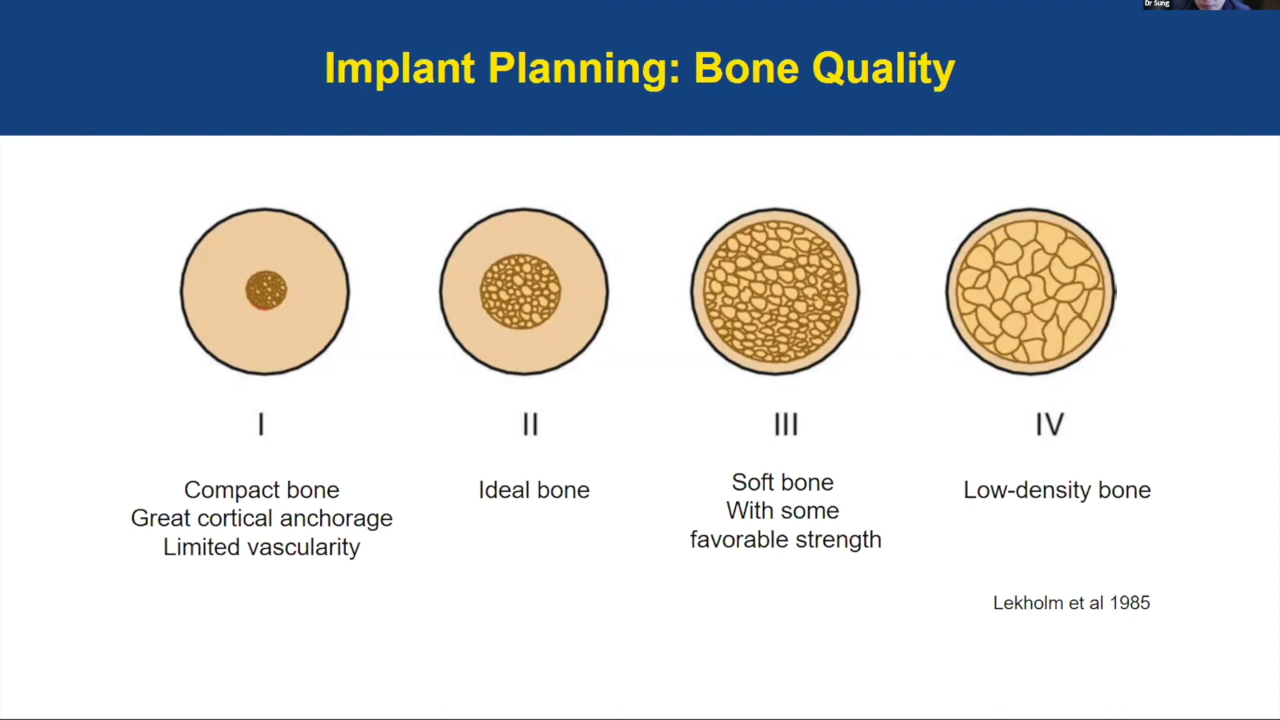 Dr Sung
Implant Planning: Bone Quality
I
II
III
IV
Compact bone
Great cortical anchorage
Limited vascularity
Ideal bone
Soft bone
With some
favorable strength
Low-density bone
Lekholm et al 1985